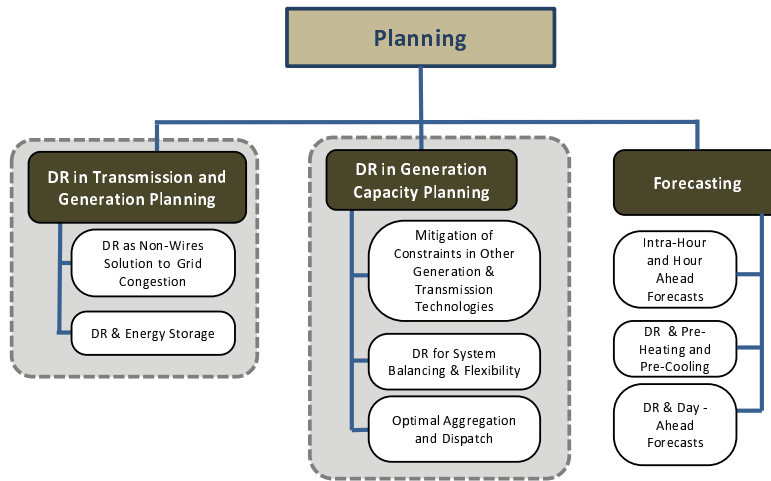 Planning
DR in Transmission and
Generation Planning
DR as Non-Wires
Solution to Grid
Congestion
DR & Energy Storage
DR in Generation
Capacity Planning
Mitigation of
Constraints in Other
Generation &
Transmission
Technologies
DR for System
Balancing & Flexibility
Optimal Aggregation
and Dispatch
Forecasting
Intra-Hour
and Hour
Ahead
Forecasts
DR & Pre-
Heating and
Pre-Cooling
DR & Day -
Ahead
Forecasts